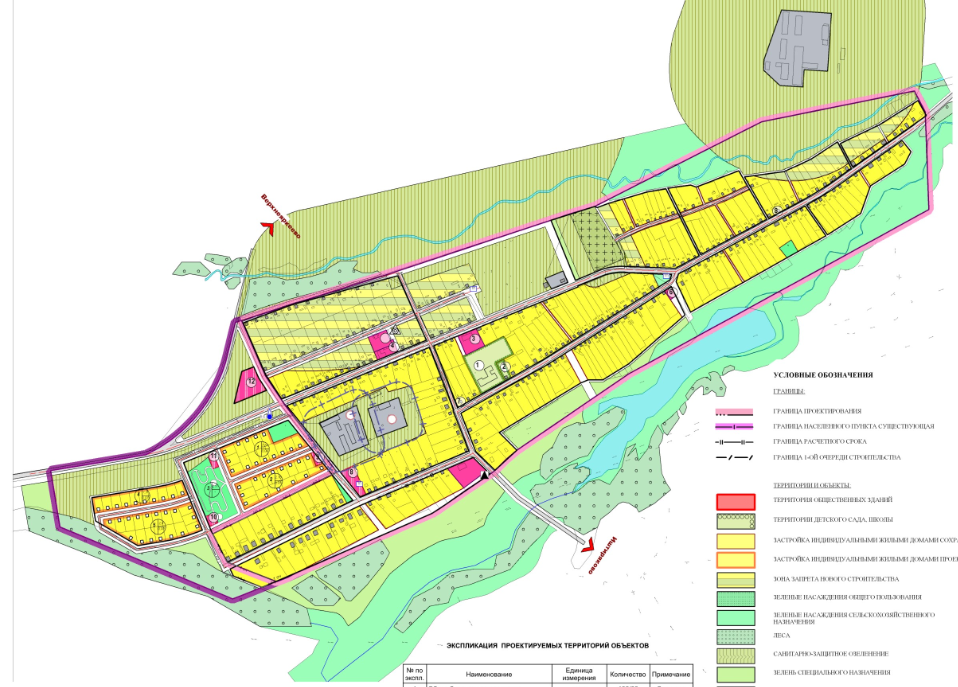 Верхнеяркеево
Иштеряково
УСЛОВНЫЕ ОБОЗНАЧЕНИЯ
ГРАНИЦЫ:
ГРАНИЦА ПРОЕКТИРОВАНИЯ
ГРАНИЦА НАСЕЛЕННОГО ПУНКТА СУЩЕСТВУЮЩАЯ
ГРАНИЦА РАСЧЕТНОГО СРОКА
ГРАНИЦА 1-ОЙ ОЧЕРЕДИ СТРОИТЕЛЬСТВА
ТЕРРИТОРИИ И ОБЪЕКТЫ:
ТЕРРИТОРИЯ ОБЩЕСТВЕННЫХ ЗДАНИЙ
ТЕРРИТОРИЯ ДЕТСКОГО САДА, ШКОЛЫ
ЗАСТРОЙКА ИНДИВИДУАЛЬНЫМИ ЖИЛЫМИ ДОМАМИ СОХР
ЗАСТРОЙКА ИНДИВИДУАЛЬНЫМИ ЖИЛЫМИ ДОМАМИ ПРОЕ
ЗОНА ЗАПРЕТА НОВОГО СТРОИТЕЛЬСТВА
ЗЕЛЕНЫЕ НАСАЖДЕНИЯ ОБЩЕГО ПОЛЬЗОВАНИЯ
ЗЕЛЕНЫЕ НАСАЖДЕНИЯ СЕЛЬСКОХОЗЯЙСТВЕННОГО
НАЗНАЧЕНИЯ
ЛЕСА
САНИТАРНО-ЗАЩИТНОЕ ОЗЕЛЕНЕНИЕ
ЗЕЛЕНЬ СПЕЦИАЛЬНОГО НАЗНАЧЕНИЯ
ЭКСПЛИКАЦИЯ ПРОЕКТИРУЕМЫХ ТЕРРИТОРИЙ ОБЪЕКТОВ
№ по экспл. Наименование Единица измерения Количество Примечание